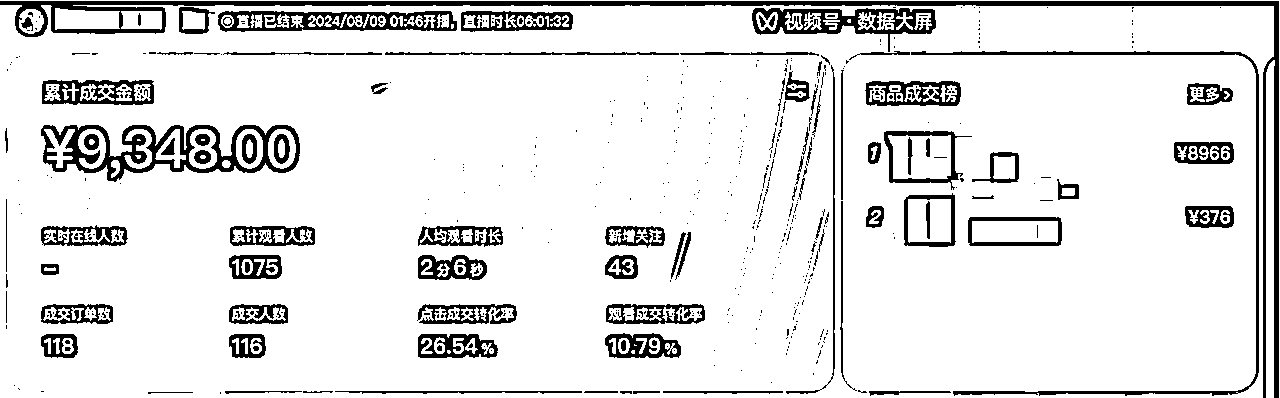 直播已结束 2024/08/09 01:46开播，直播时长06:01:32
视频号·数据大屏
累计成交金额
¥9,348.00
实时在线人数 累计观看人数 人均观看时长 新增关注
- 1075 2分6秒 43
成交订单数 成交人数 点击成交转化率 观看成交转化率
118 116 26.54% 10.79%
商品成交榜 更多>
1 ¥8966
2 ¥376